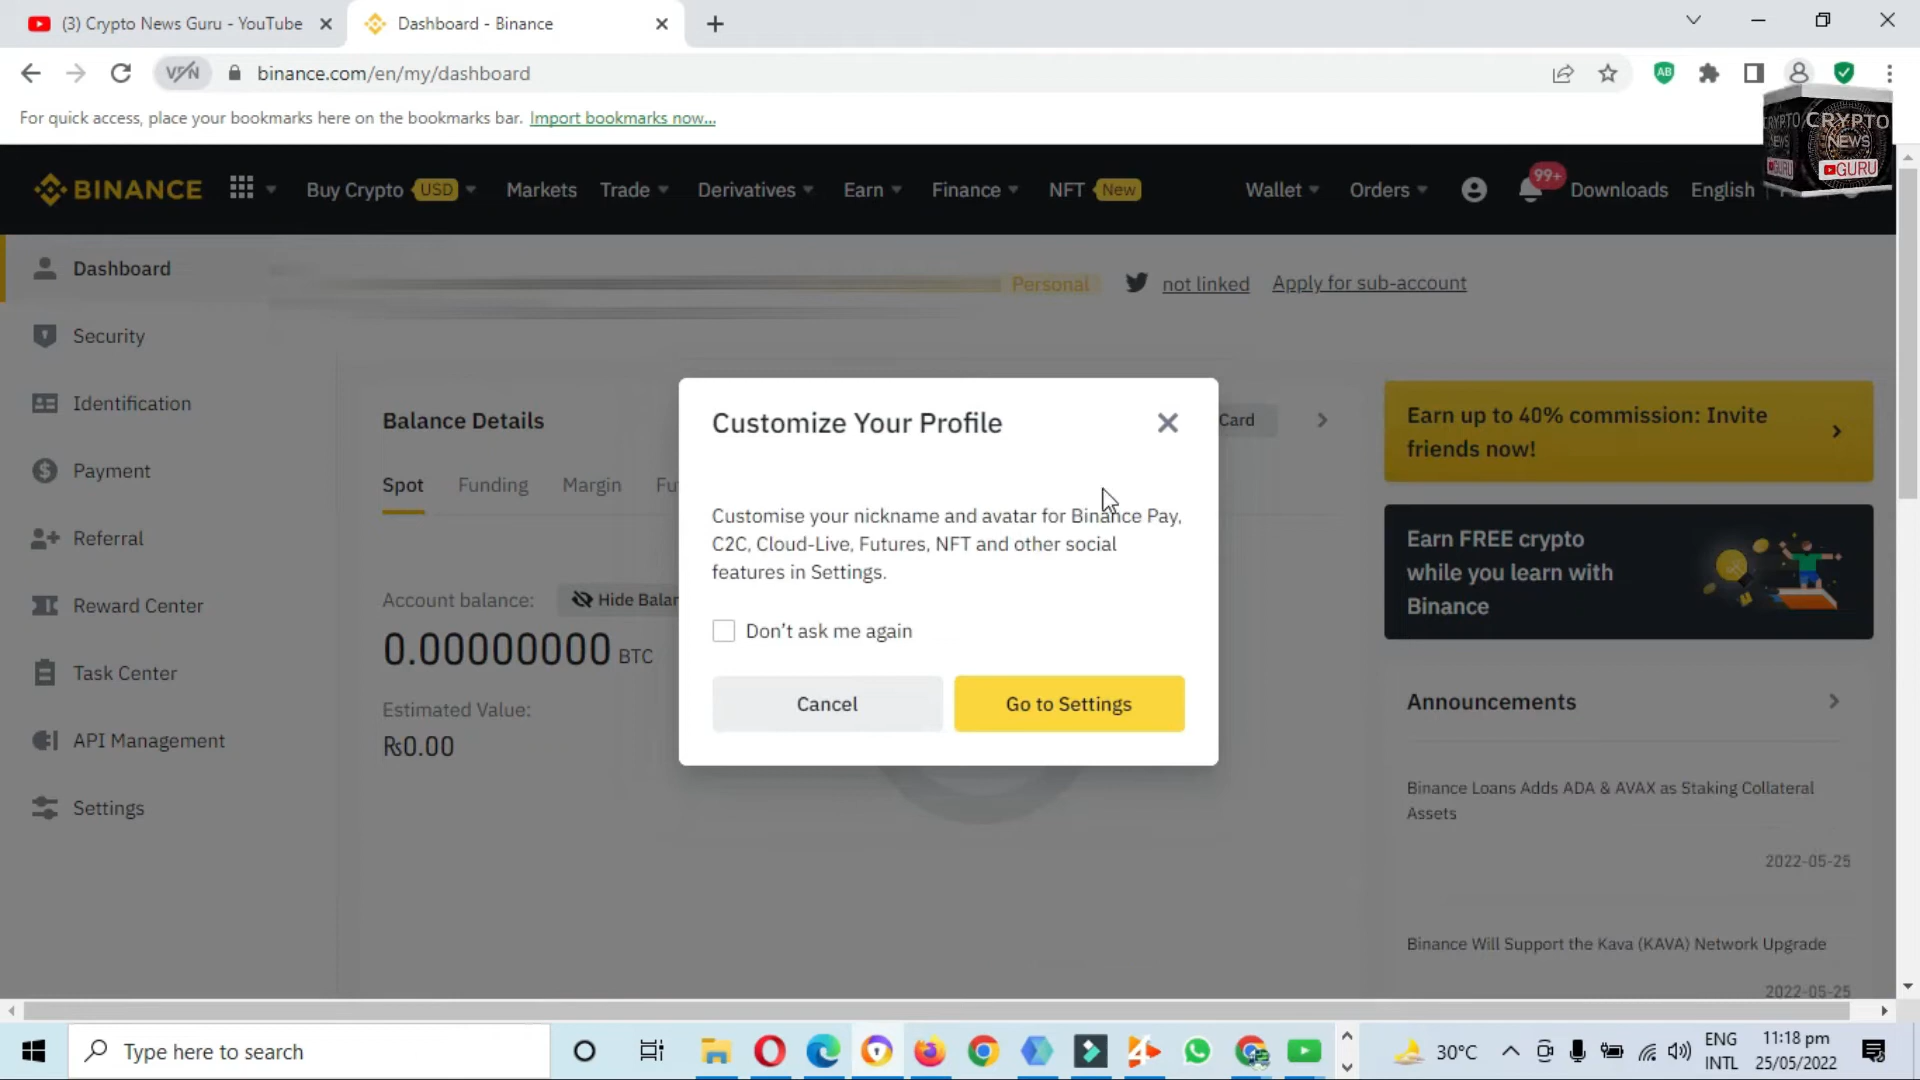 (3) Crypto News Guru - YouTube
Dashboard - Binance
VPN
binance.com/en/my/dashboard
AB
For quick access, place your bookmarks here on the bookmarks bar. Import bookmarks now...
CRYPTO
NEWS
GURU
CRYPTO
NEWS
GURU
BINANCE
Buy Crypto USD
Markets
Trade
Derivatives
Earn
Finance
NFT New
Wallet
Orders
99+
Downloads
English
Dashboard
Security
Identification
Payment
Referral
Reward Center
Task Center
API Management
Settings
Personal
not linked
Apply for sub-account
Balance Details
Card
Spot
Funding
Margin
Fu
Account balance:
Hide Balan
0.00000000 BTC
Estimated Value:
₨0.00
Customize Your Profile
Customise your nickname and avatar for Binance Pay,
C2C, Cloud-Live, Futures, NFT and other social
features in Settings.
Don't ask me again
Cancel
Go to Settings
Earn up to 40% commission: Invite
friends now!
Earn FREE crypto
while you learn with
Binance
Announcements
Binance Loans Adds ADA & AVAX as Staking Collateral
Assets
2022-05-25
Binance Will Support the Kava (KAVA) Network Upgrade
2022-05-25
Type here to search
30°C
ENG
INTL
11:18 pm
25/05/2022